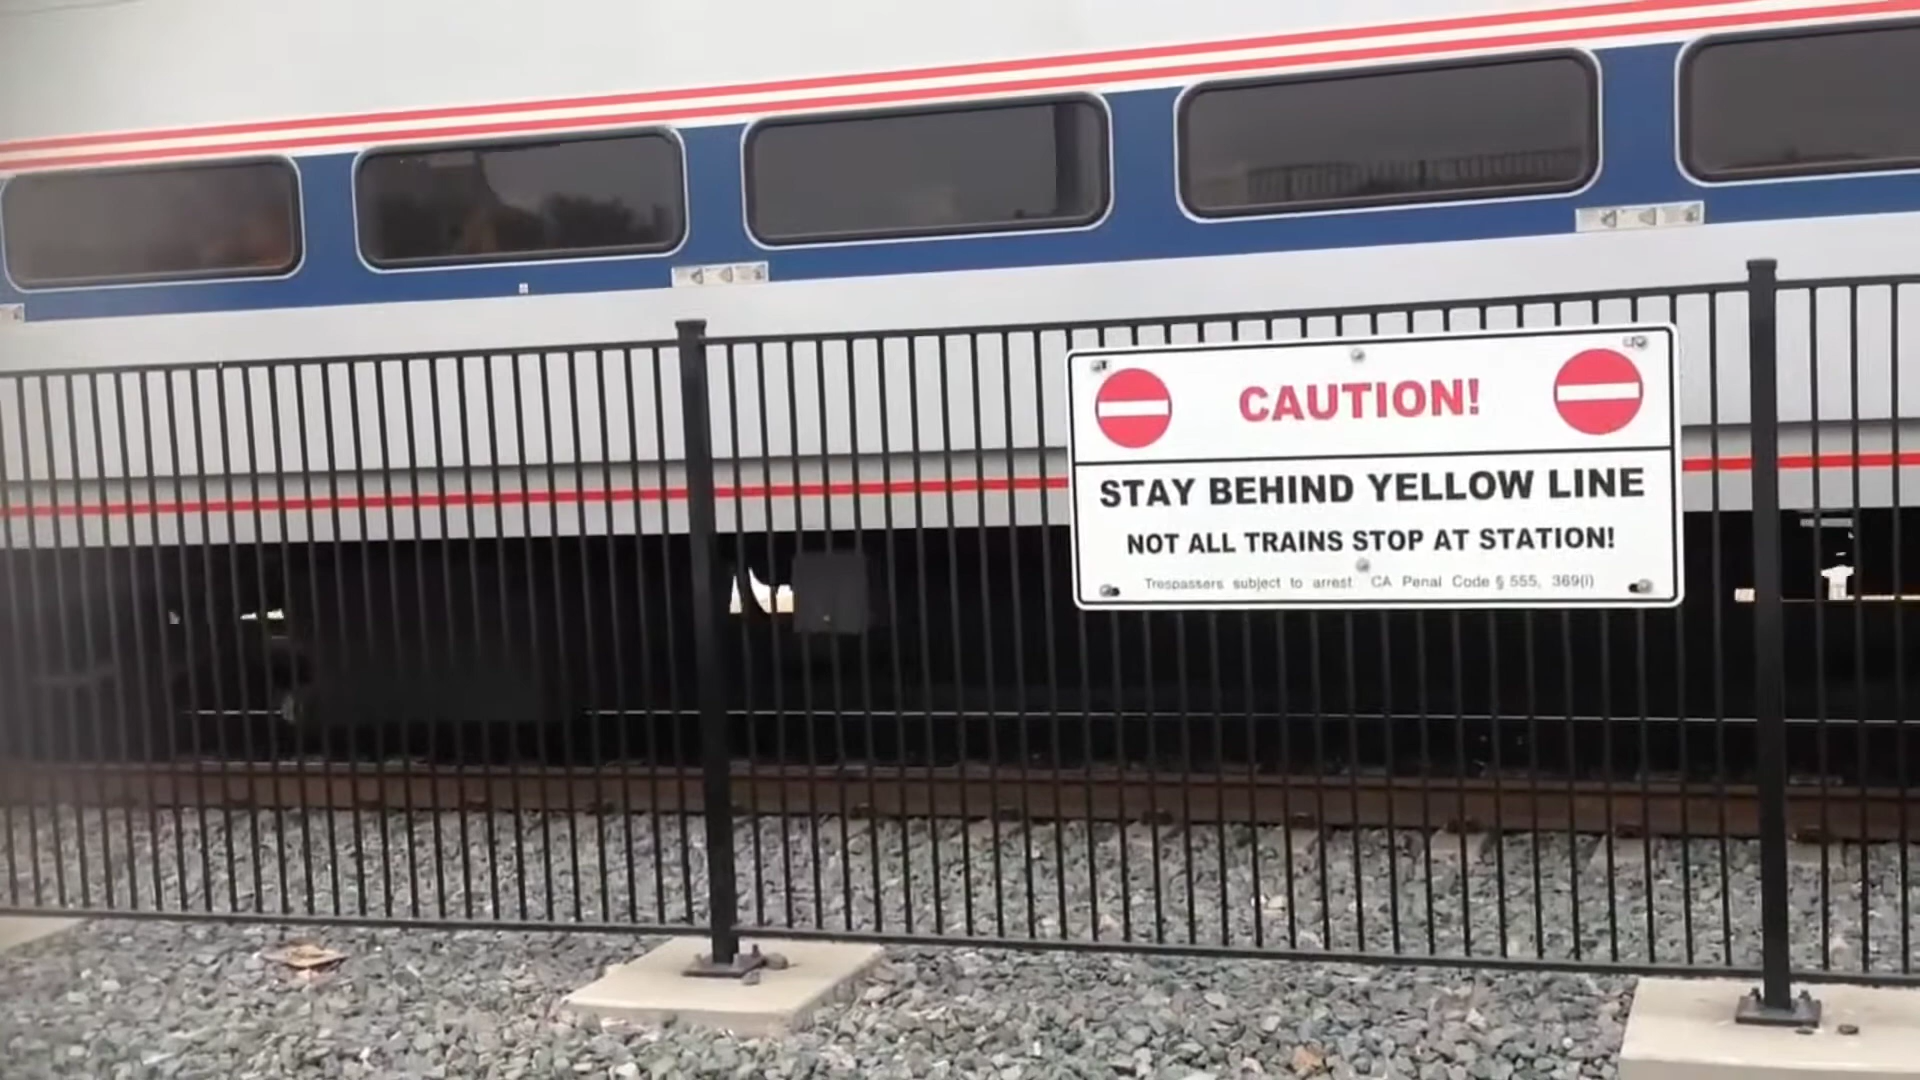 CAUTION!
STAY BEHIND YELLOW LINE
NOT ALL TRAINS STOP AT STATION!
Trespassers subject to arrest CA Penal Code § 555, 369(i)